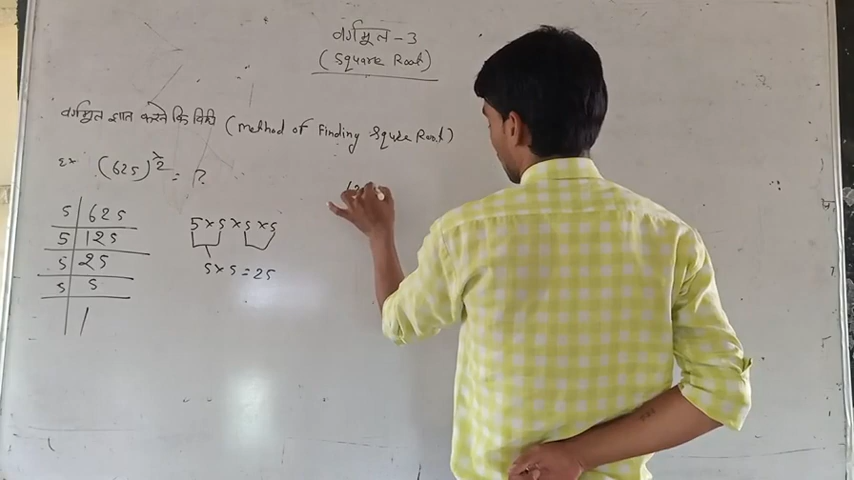 वर्गमूल - 3
(Square Root)
वर्गमूल ज्ञात करने कि विधि (Method of Finding Squre Root)
Ex (625)^½ = ?
5 | 625
5 | 125
5 | 25
5 | 5
1
5 × 5 × 5 × 5
5 × 5 = 25